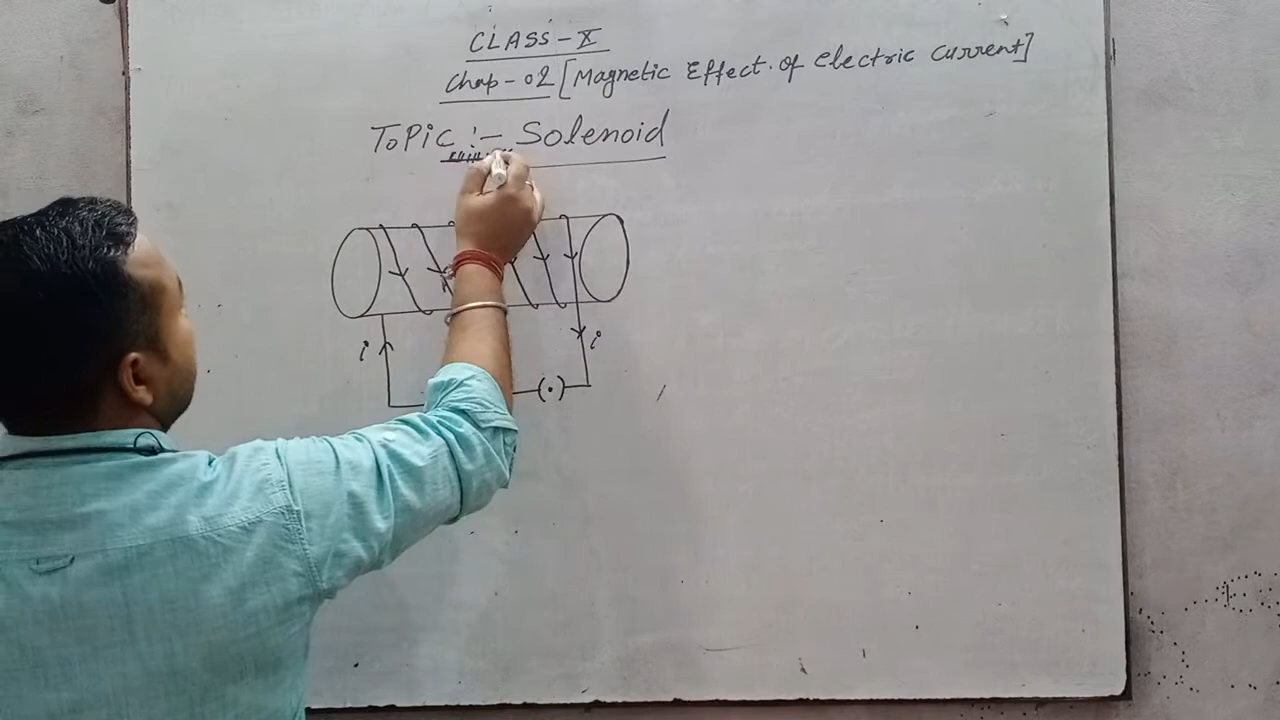 CLASS-X
Chap-02 [Magnetic Effect. of electric current]
ToPiC :- Solenoid
i
i